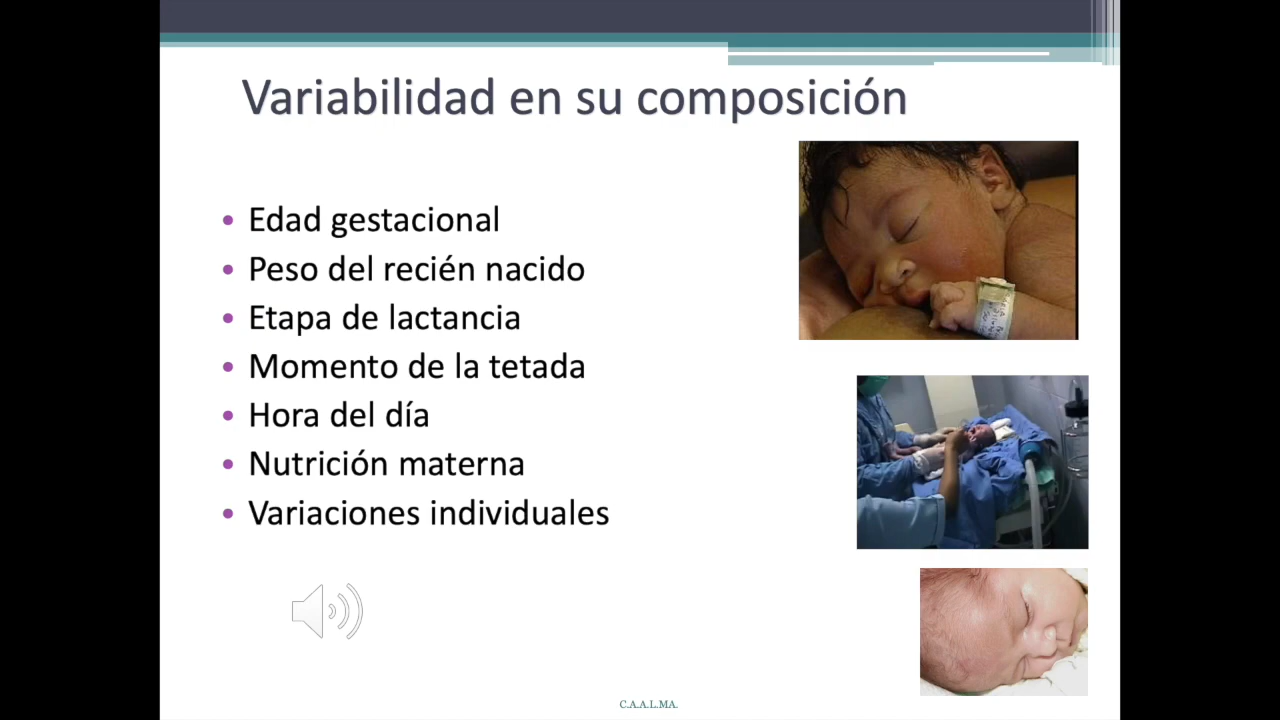 Variabilidad en su composición
Edad gestacional
Peso del recién nacido
Etapa de lactancia
Momento de la tetada
Hora del día
Nutrición materna
Variaciones individuales
C.A.A.L.MA.